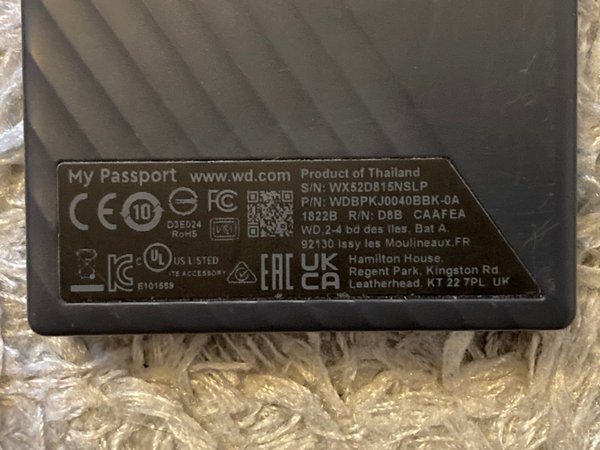 My Passport www.wd.com
Product of Thailand
S/N: WX52D815NSLP
P/N: WDBPKJ0040BBK-0A
1822B R/N: D8B CAAFEA
WD,2-4 bd des Iles, Bat A.
92130 Issy les Moulineaux.FR
Hamilton House,
Regent Park, Kingston Rd
Leatherhead, KT 22 7PL, UK
CE 10 D3E024 FC
RoHS
UL US LISTED
ITE ACCESSORY
E101559
EAC UK CA